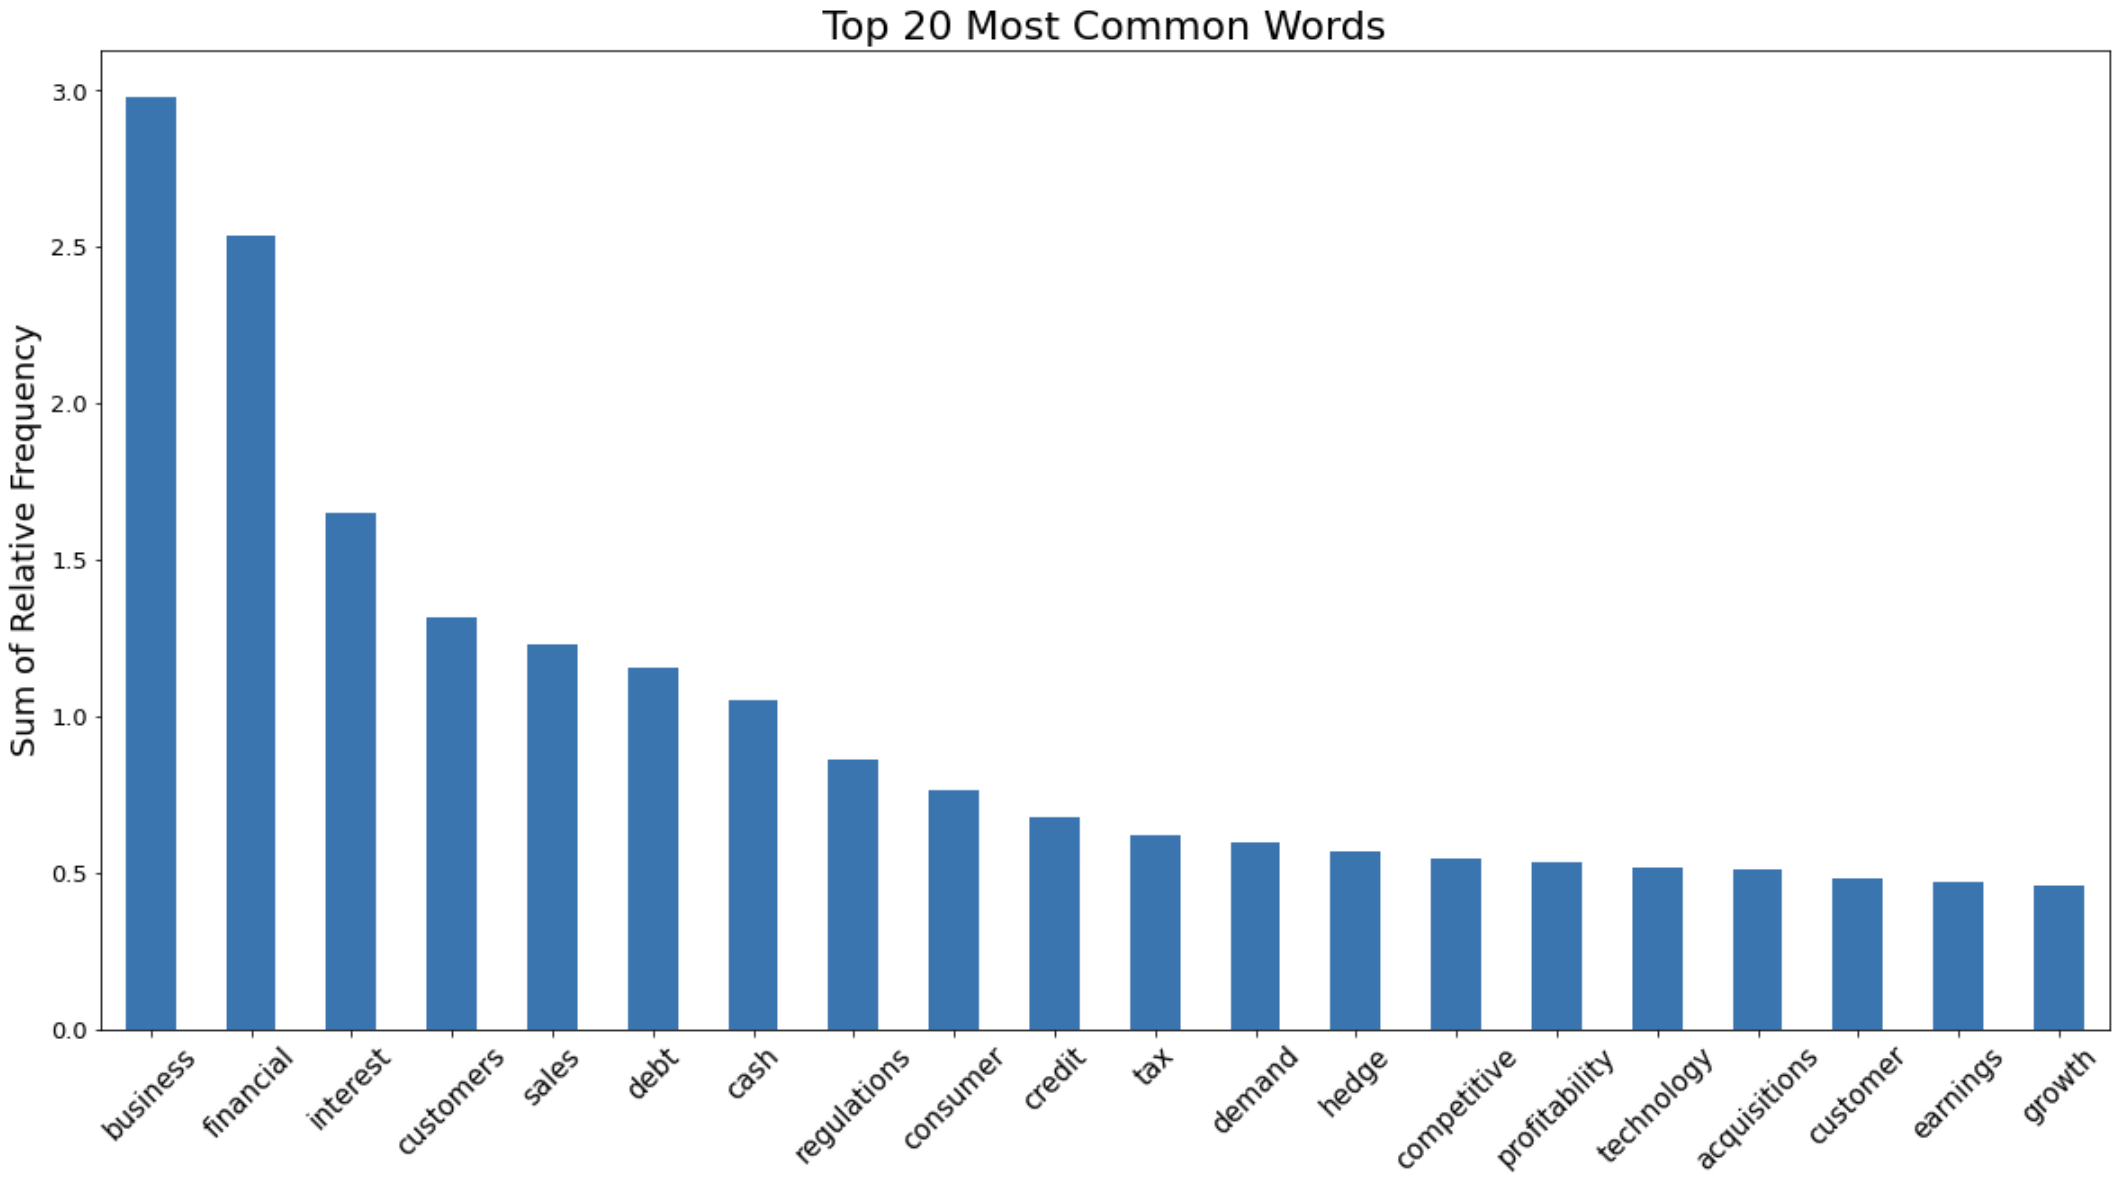 Top 20 Most Common Words
Sum of Relative Frequency
3.0
2.5
2.0
1.5
1.0
0.5
0.0
business
financial
interest
customers
sales
debt
cash
regulations
consumer
credit
tax
demand
hedge
competitive
profitability
technology
acquisitions
customer
earnings
growth